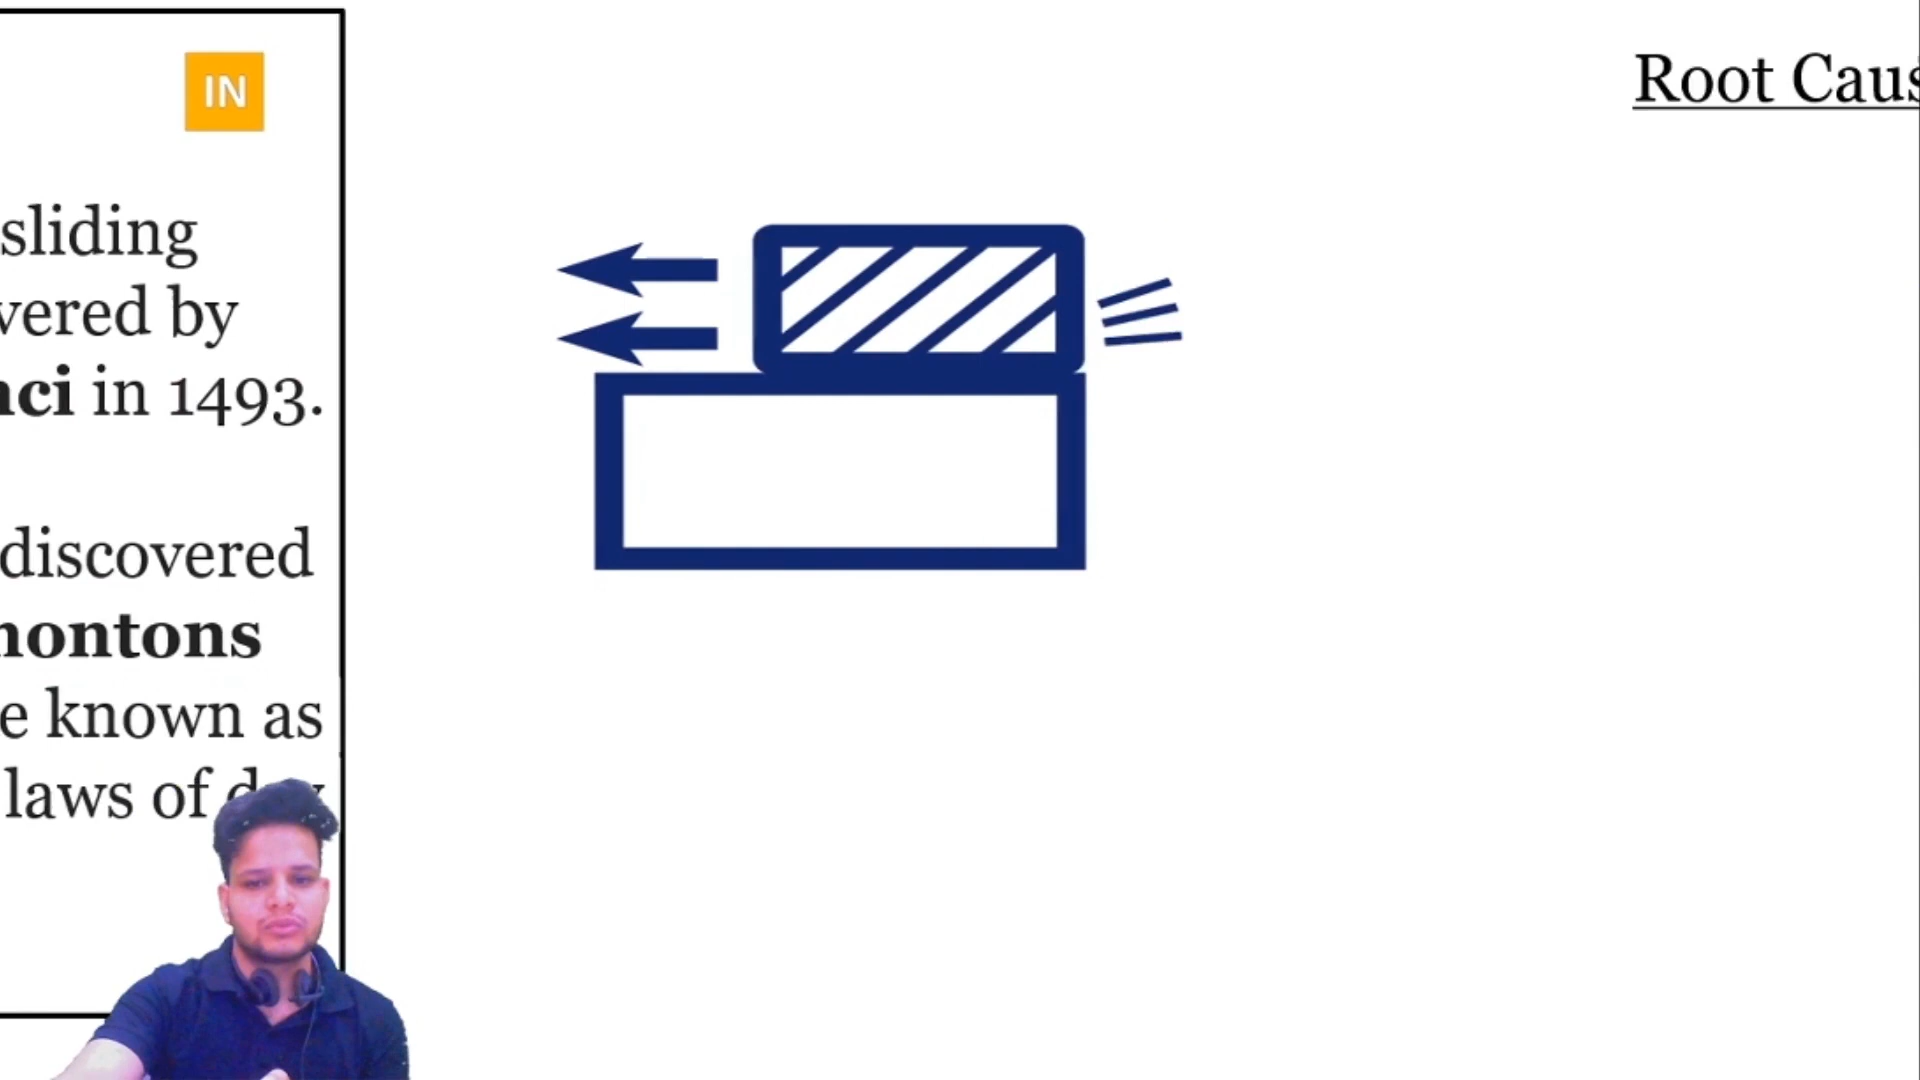 IN
sliding
vered by
nci in 1493.
discovered
nontons
e known as
laws of
Root Caus